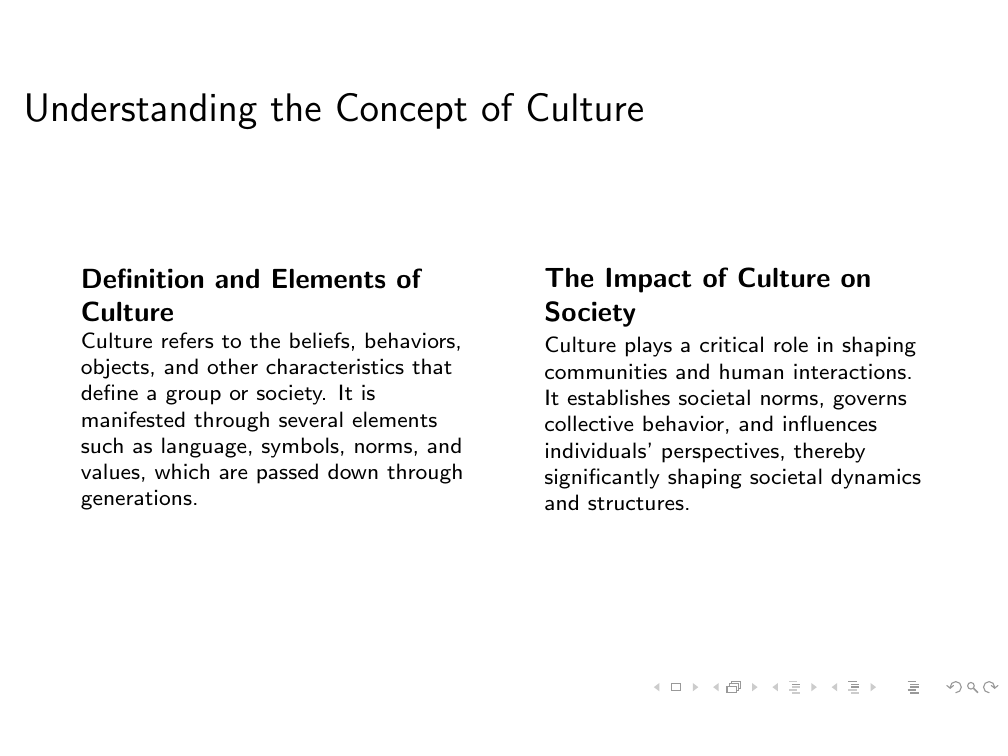 Understanding the Concept of Culture
Definition and Elements of
Culture
Culture refers to the beliefs, behaviors,
objects, and other characteristics that
define a group or society. It is
manifested through several elements
such as language, symbols, norms, and
values, which are passed down through
generations.
The Impact of Culture on
Society
Culture plays a critical role in shaping
communities and human interactions.
It establishes societal norms, governs
collective behavior, and influences
individuals' perspectives, thereby
significantly shaping societal dynamics
and structures.